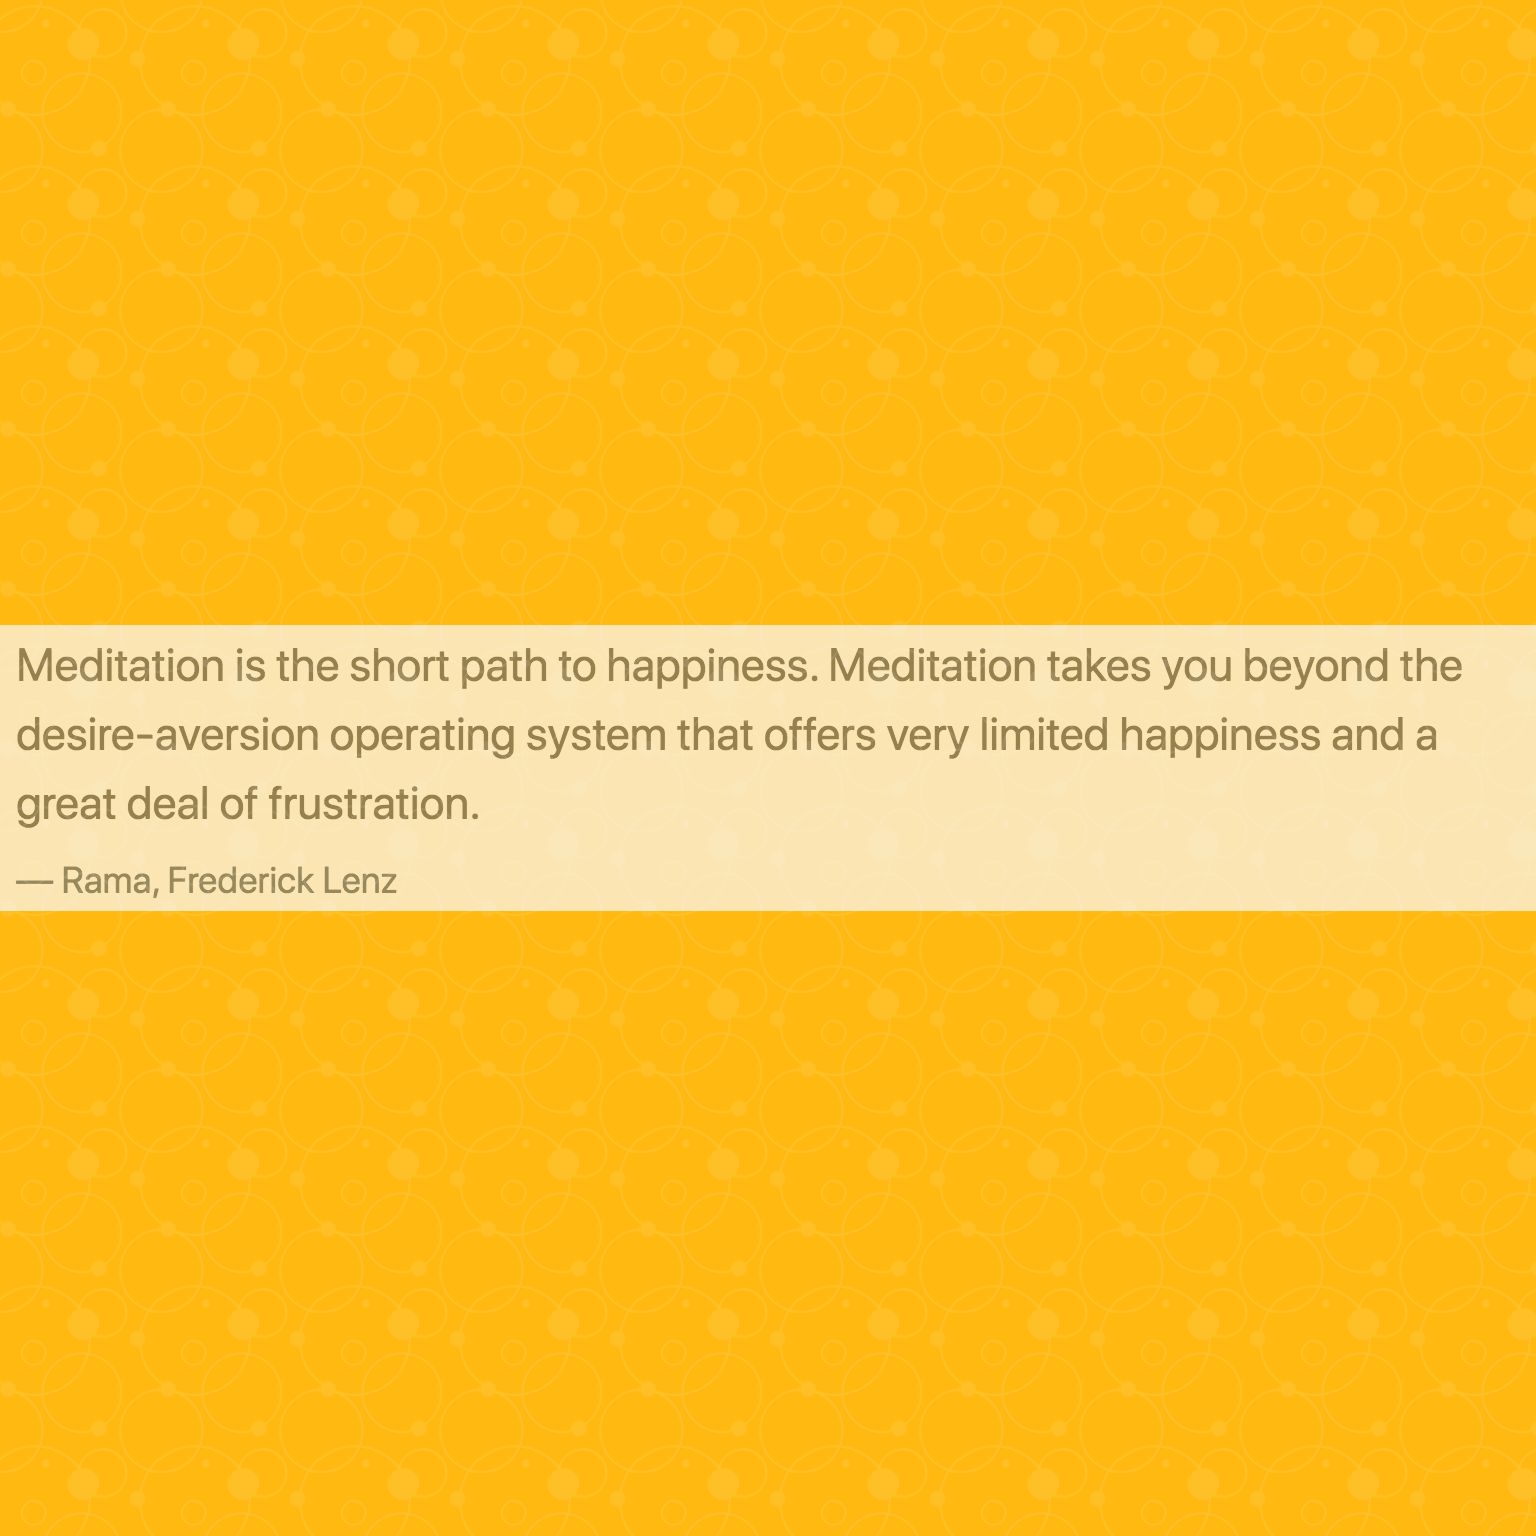 Meditation is the short path to happiness. Meditation takes you beyond the
desire-aversion operating system that offers very limited happiness and a
great deal of frustration.
— Rama, Frederick Lenz